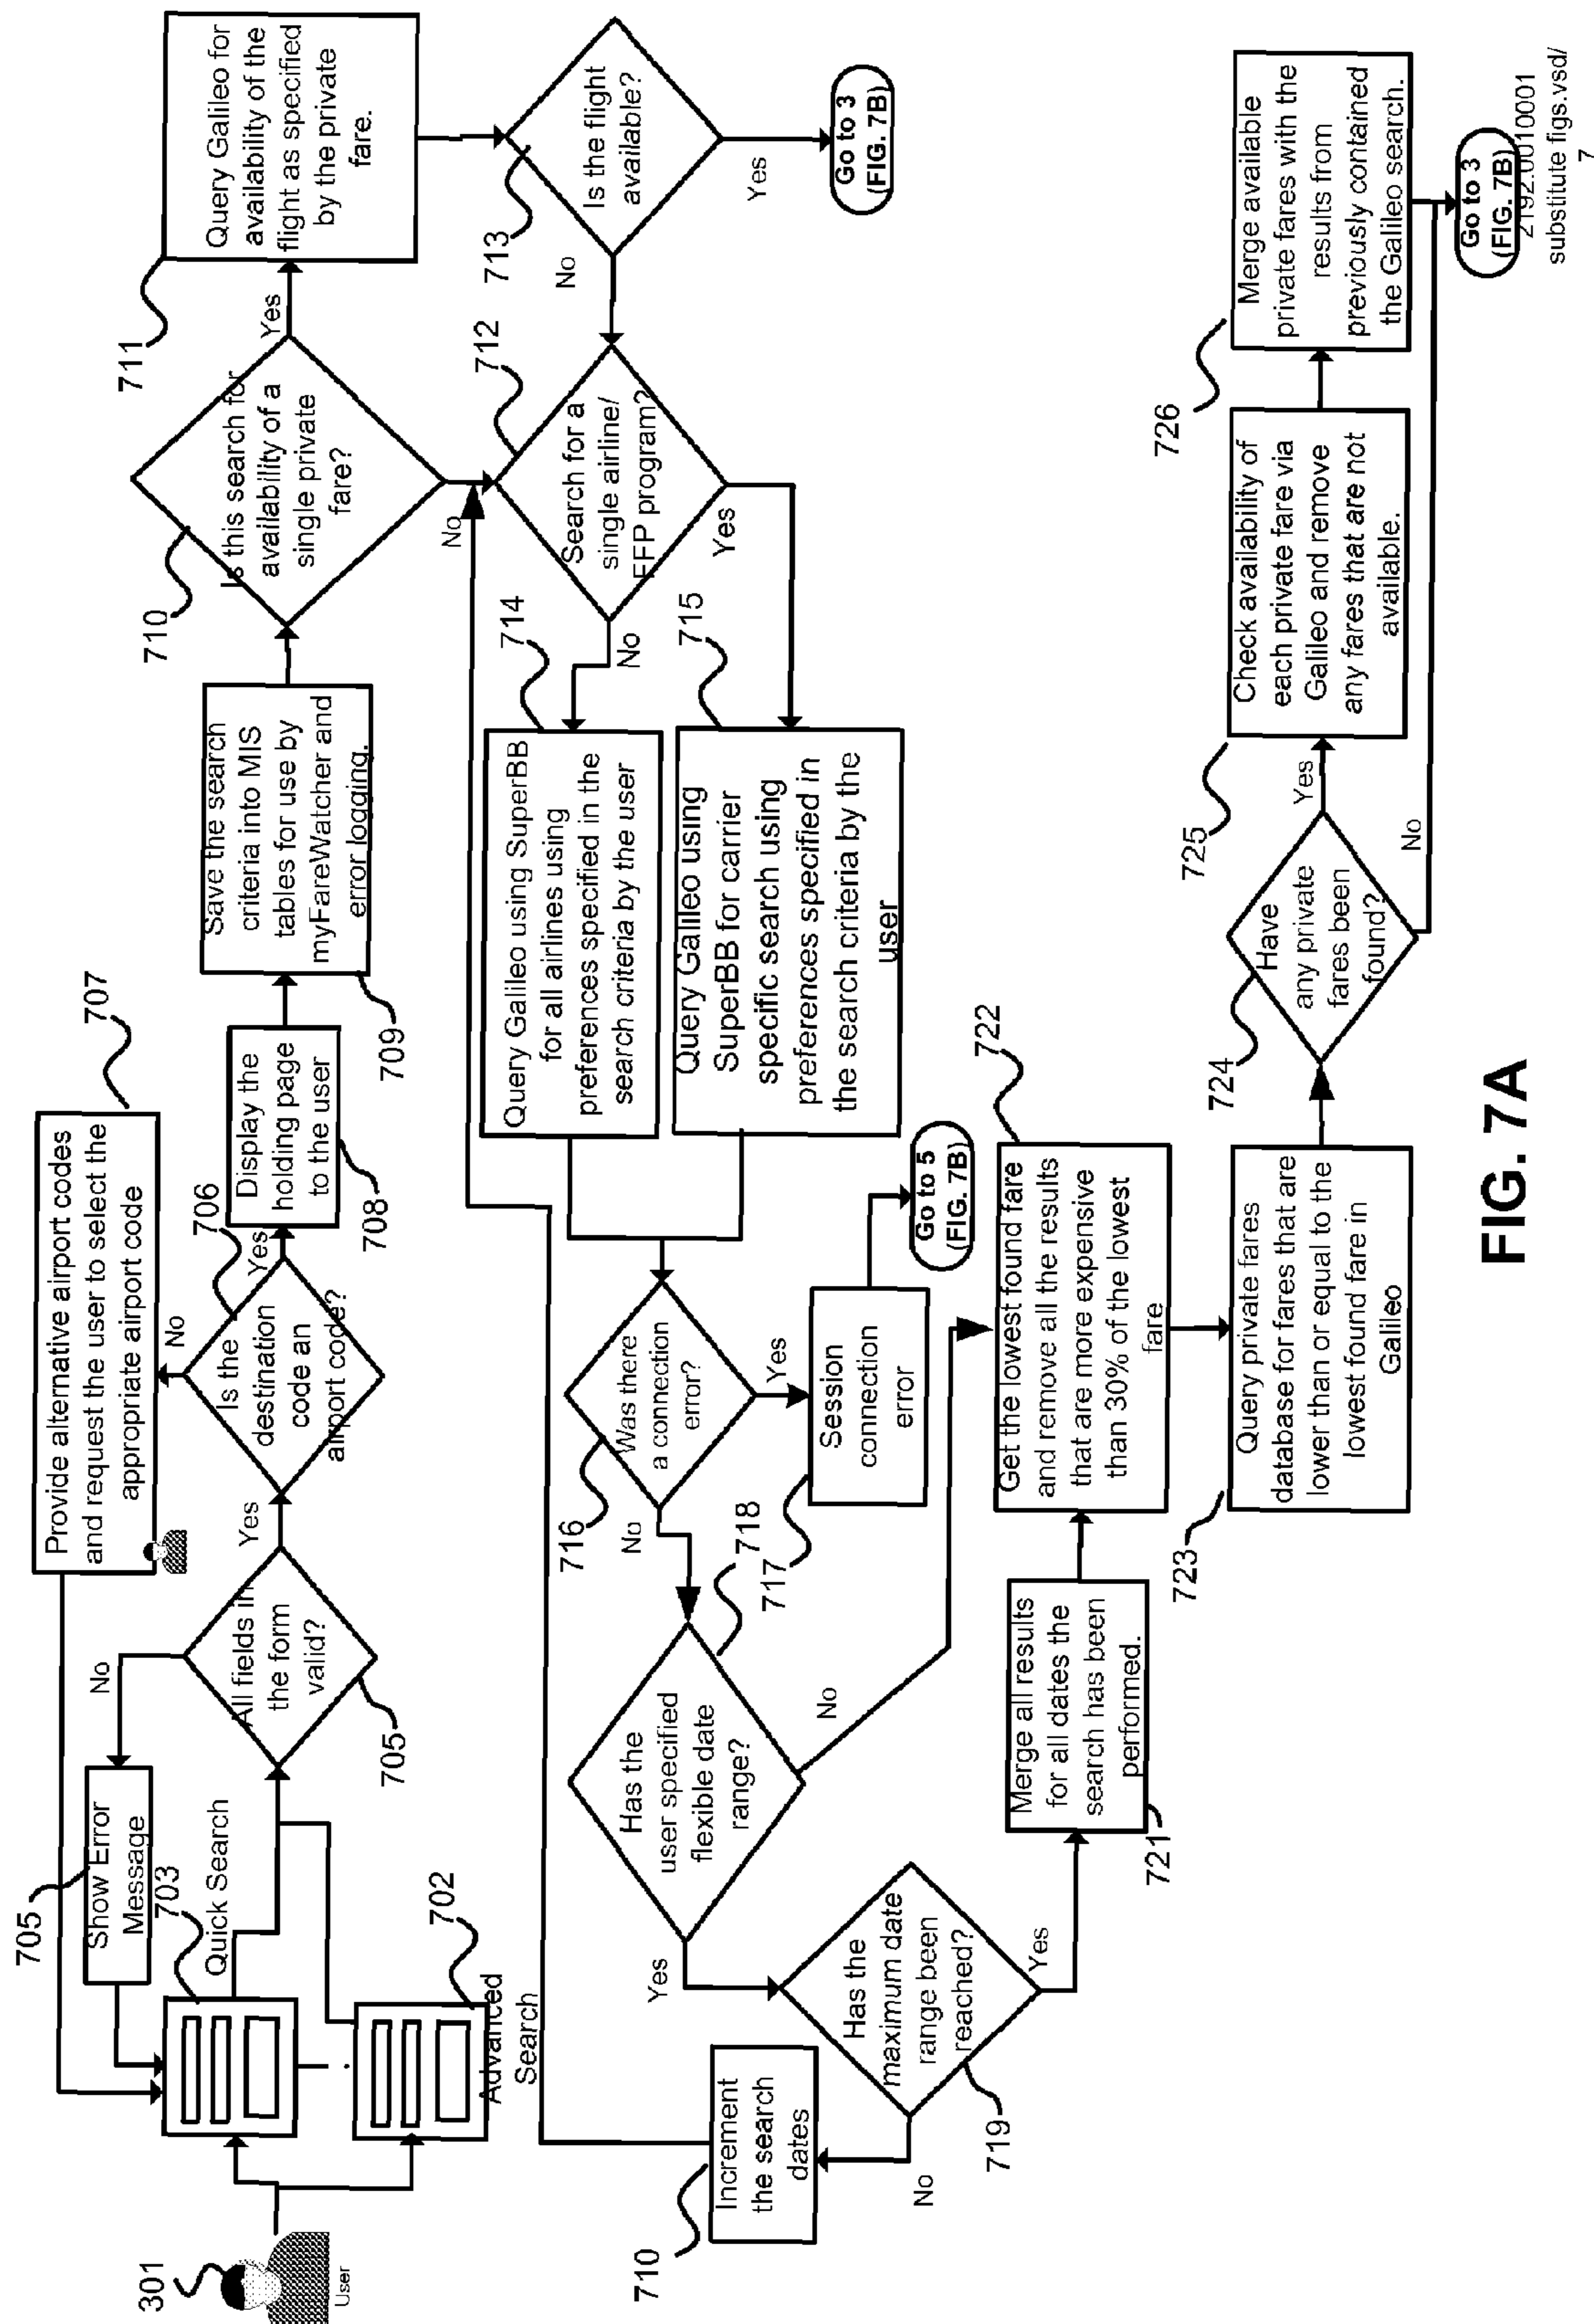 301
User
705
Show Error
Message
703
Quick Search
702
Advanced
Search
No
All fields in
the form
valid?
705
Yes
Provide alternative airport codes
and request the user to select the
appropriate airport code
707
No
Is the
destination
code an
airport code?
706
Yes
Display the
holding page
to the user
708
Save the search
criteria into MIS
tables for use by
myFareWatcher and
error logging.
709
710
Is this search for
availability of a
single private
fare?
Yes
No
711
Query Galileo for
availability of the
flight as specified
by the private
fare.
713
Is the flight
available?
No
Yes
Go to 3
(FIG. 7B)
712
Search for a
single airline/
FFP program?
No
Yes
714
Query Galileo using SuperBB
for all airlines using
preferences specified in the
search criteria by the user
715
Query Galileo using
SuperBB for carrier
specific search using
preferences specified in
the search criteria by the
user
716
Was there
a connection
error?
No
Yes
717
Session
connection
error
Go to 5
(FIG. 7B)
718
Has the
user specified
flexible date
range?
Yes
No
719
Has the
maximum date
range been
reached?
No
Yes
710
Increment
the search
dates
721
Merge all results
for all dates the
search has been
performed.
722
Get the lowest found fare
and remove all the results
that are more expensive
than 30% of the lowest
fare
723
Query private fares
database for fares that are
lower than or equal to the
lowest found fare in
Galileo
724
Have
any private
fares been
found?
Yes
No
725
Check availability of
each private fare via
Galileo and remove
any fares that are not
available.
726
Merge available
private fares with the
results from
previously contained
the Galileo search.
Go to 3
(FIG. 7B)
2192.0010001
substitute figs.vsd/
7
FIG. 7A